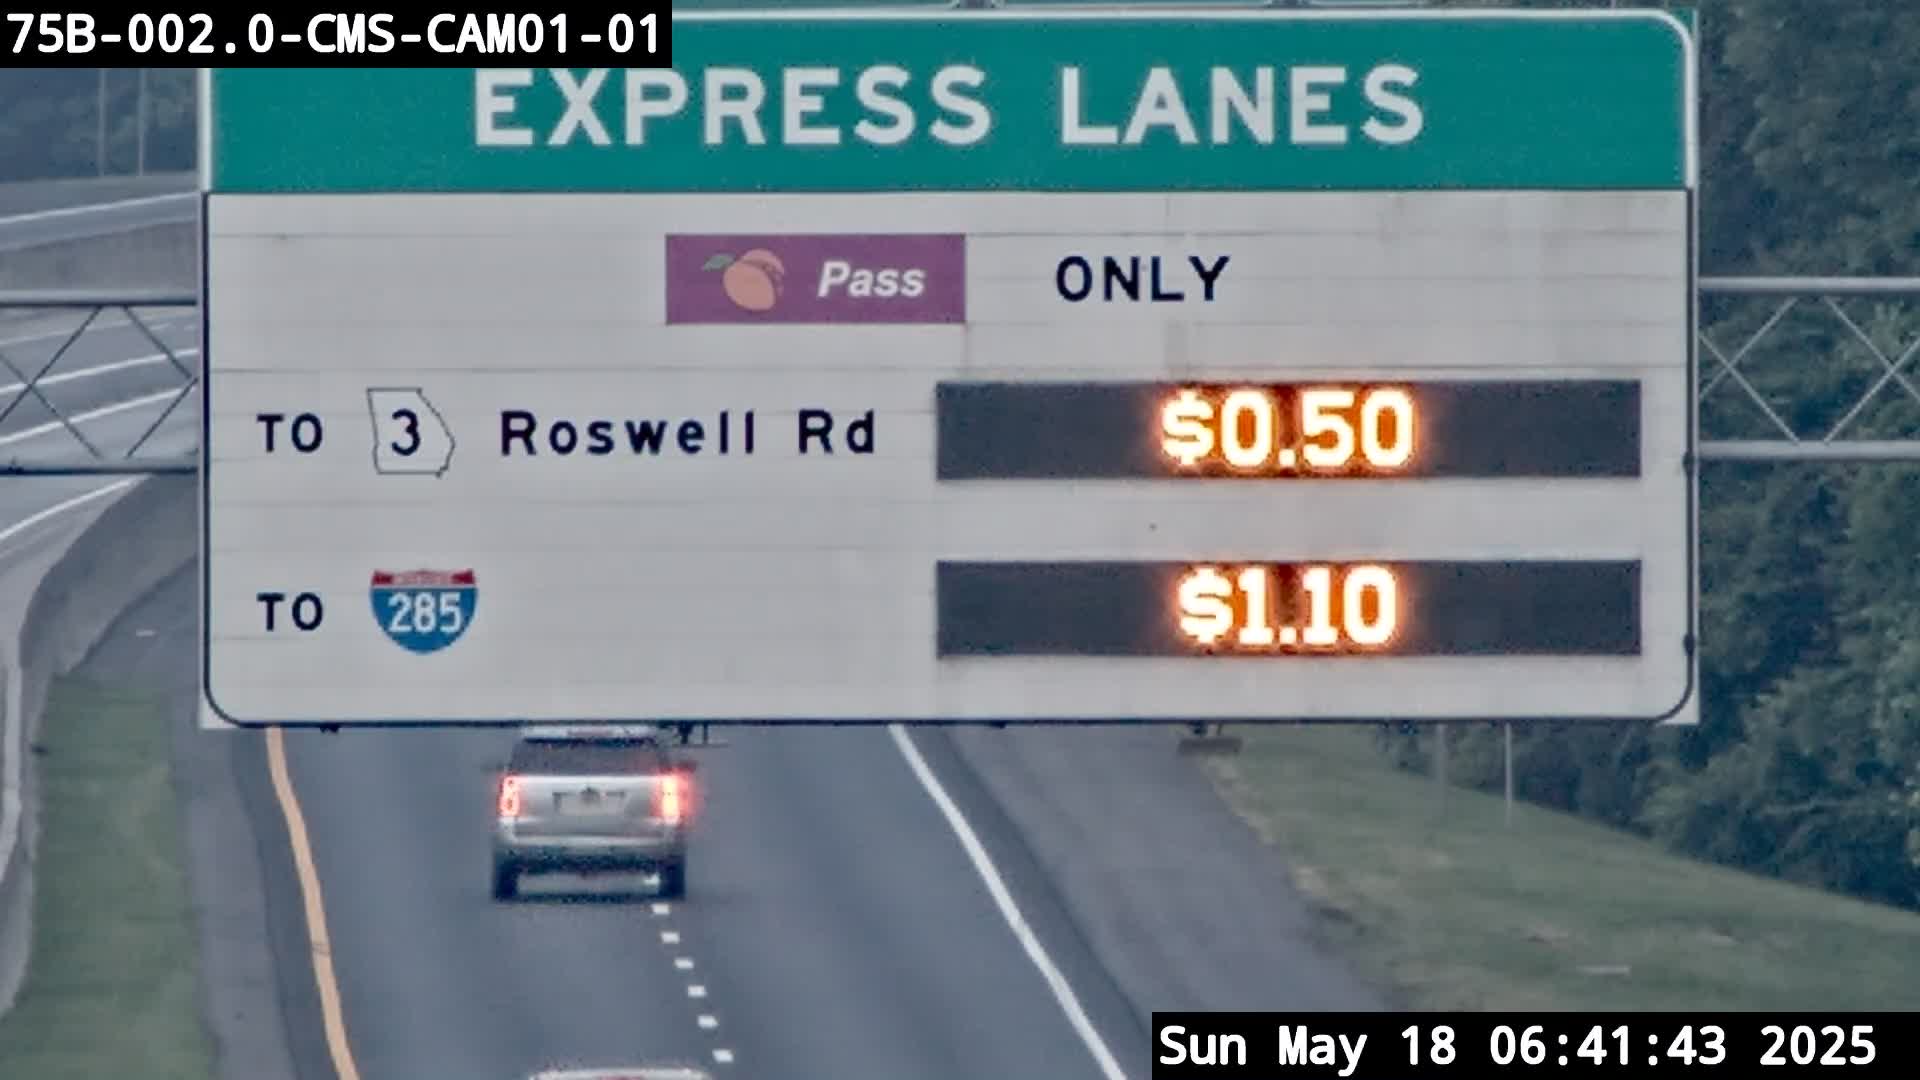 75B-002.0-CMS-CAM01-01
EXPRESS LANES
Pass ONLY
TO 3 Roswell Rd $0.50
TO 285 $1.10
Sun May 18 06:41:43 2025